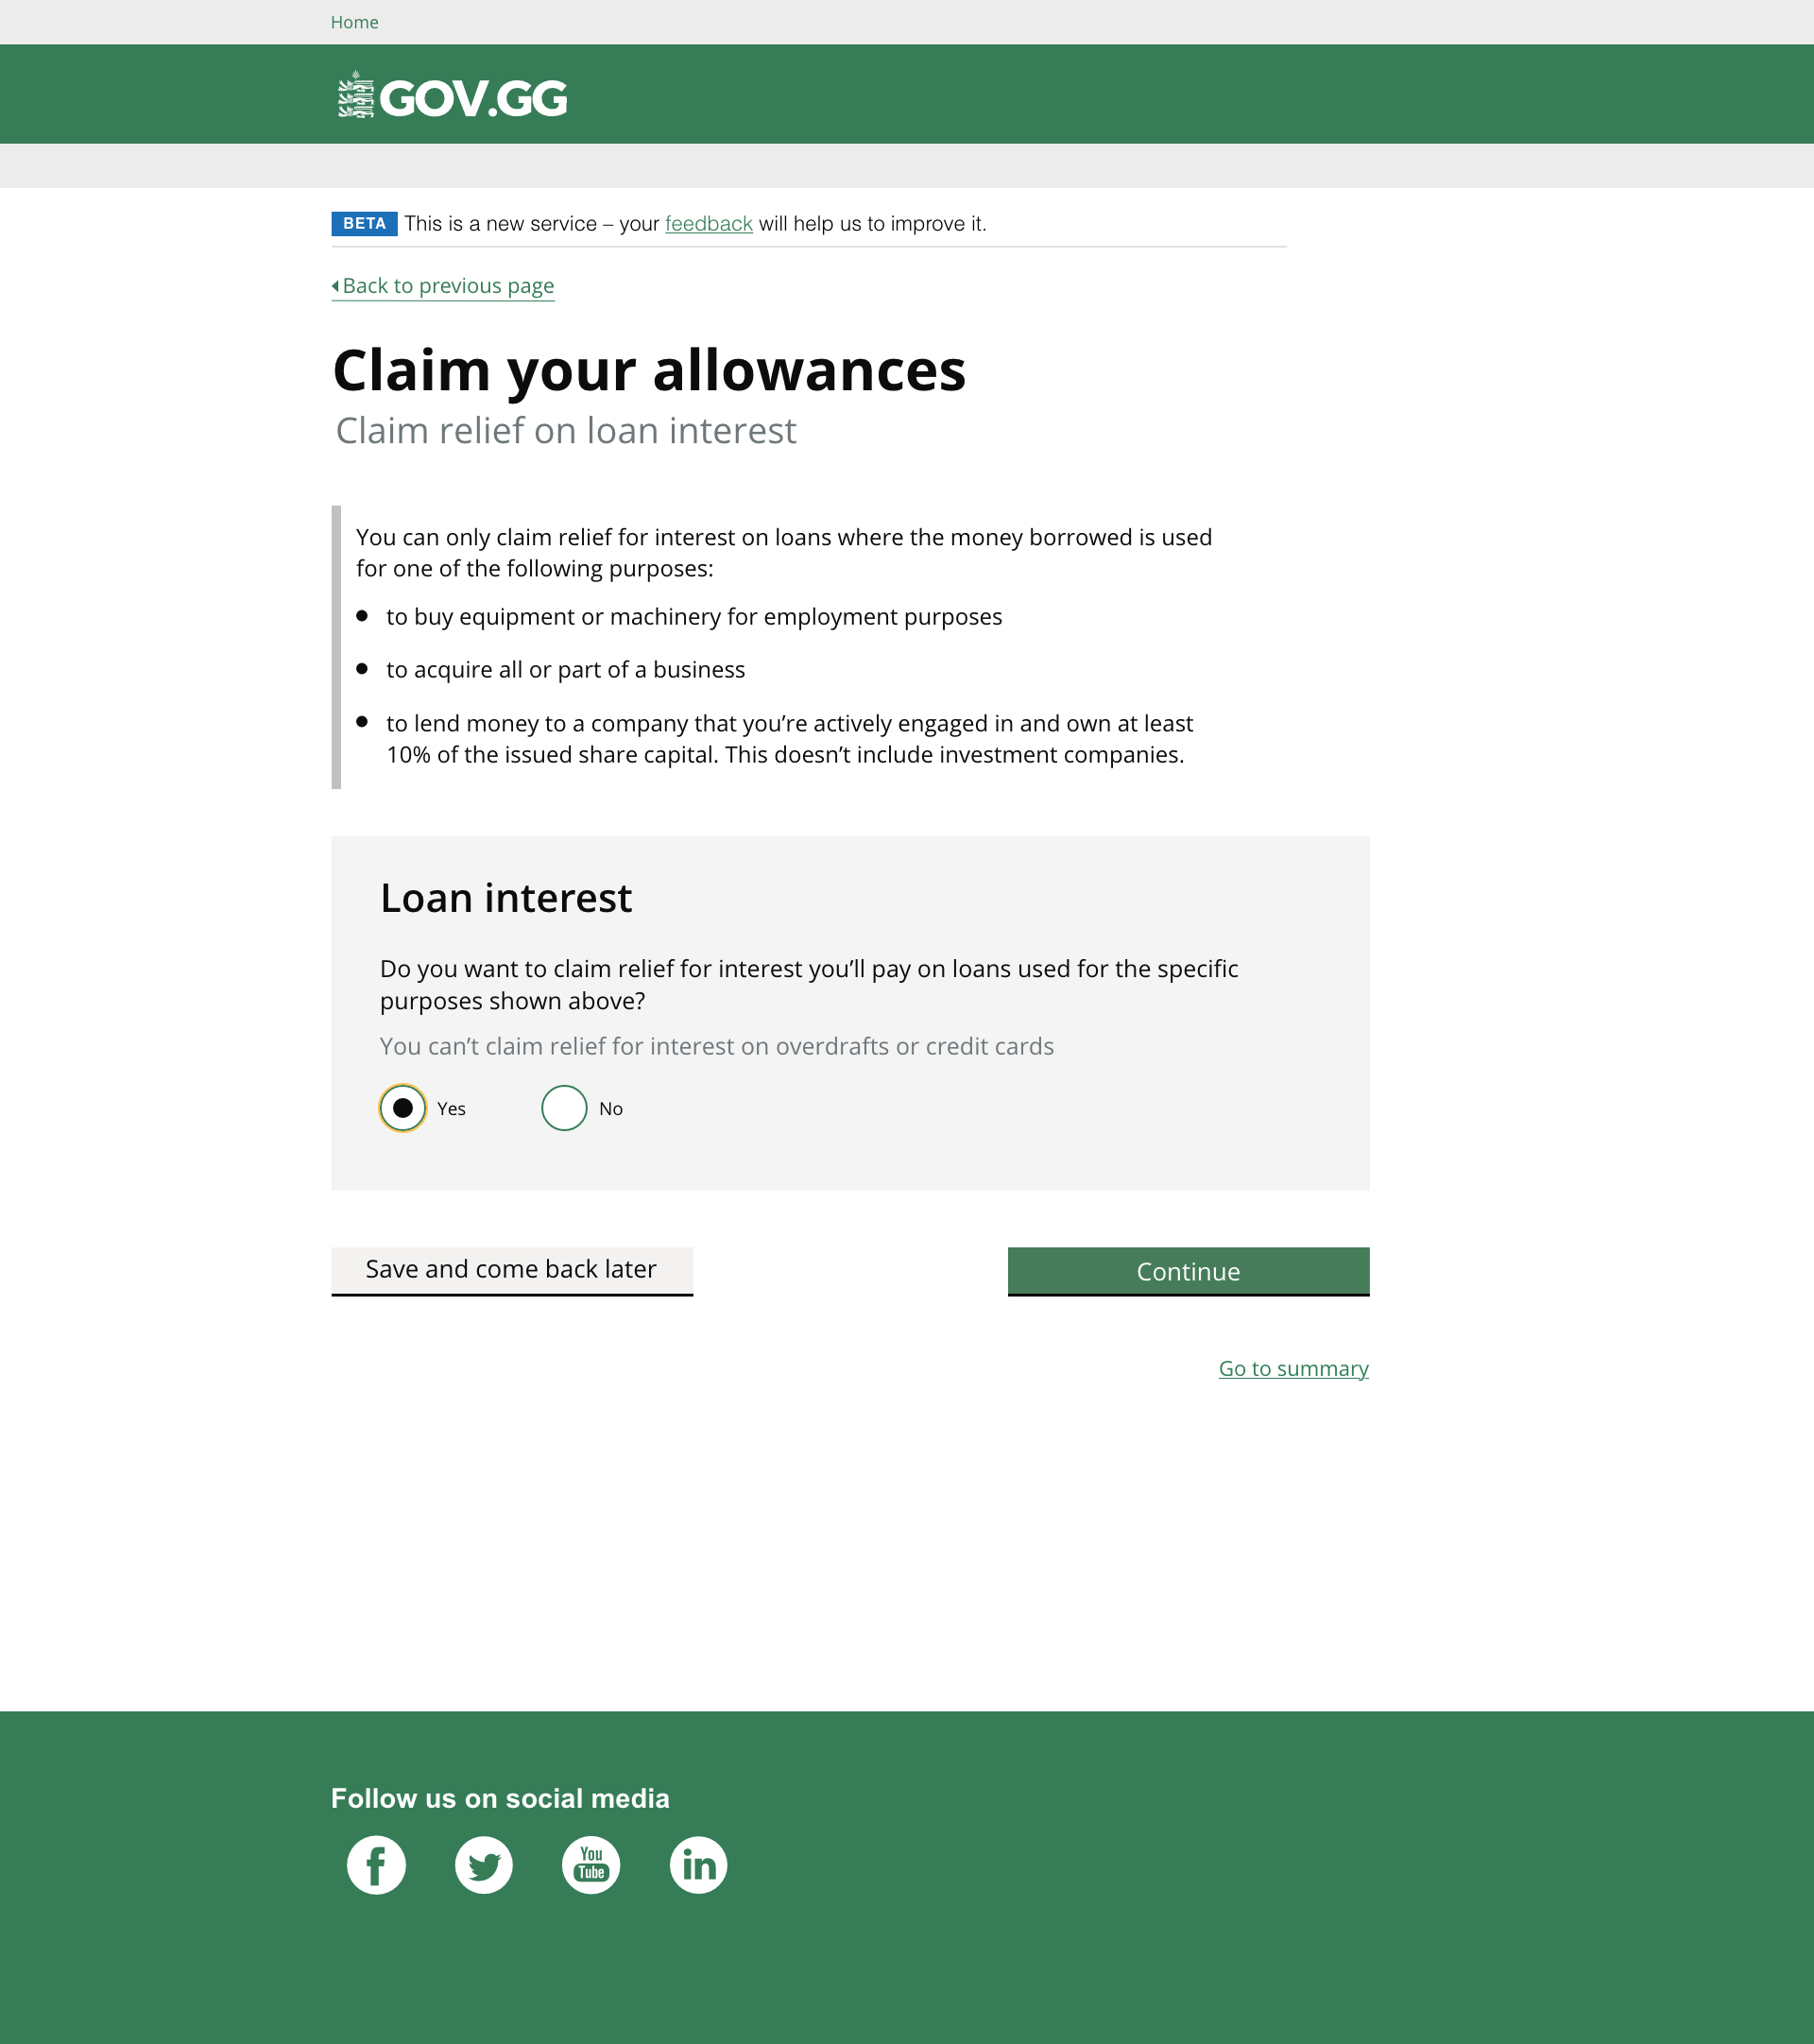 Home
GOV.GG
BETA This is a new service – your feedback will help us to improve it.
Back to previous page
Claim your allowances
Claim relief on loan interest
You can only claim relief for interest on loans where the money borrowed is used
for one of the following purposes:
to buy equipment or machinery for employment purposes
to acquire all or part of a business
to lend money to a company that you’re actively engaged in and own at least
10% of the issued share capital. This doesn’t include investment companies.
Loan interest
Do you want to claim relief for interest you’ll pay on loans used for the specific
purposes shown above?
You can’t claim relief for interest on overdrafts or credit cards
Yes No
Save and come back later Continue
Go to summary
Follow us on social media
f You Tube in